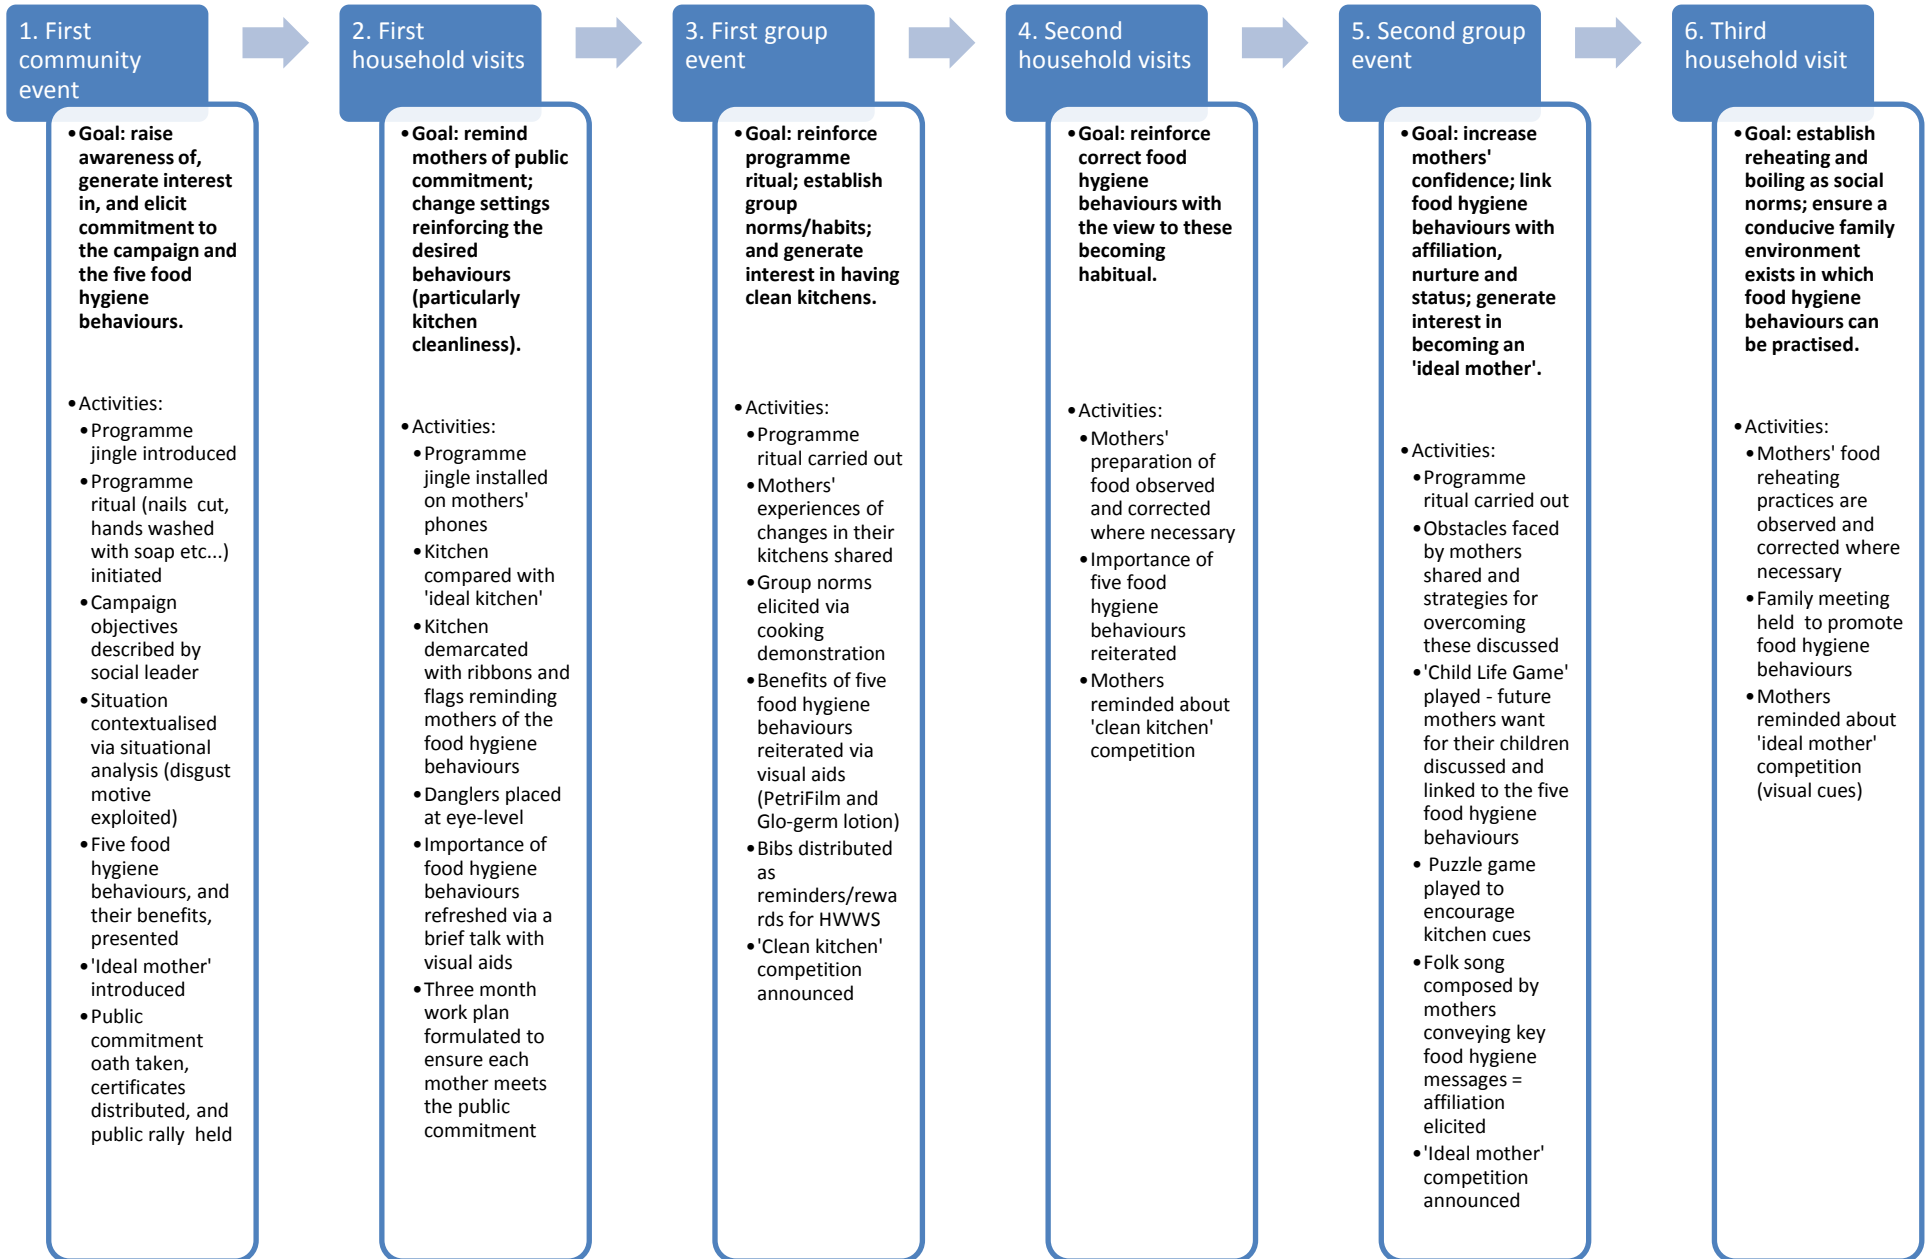 1. First
community
event
•Goal: raise
awareness of,
generate interest
in, and elicit
commitment to
the campaign and
the five food
hygiene
behaviours.
•Activities:
•Programme
jingle introduced
•Programme
ritual (nails cut,
hands washed
with soap etc...)
initiated
•Campaign
objectives
described by
social leader
•Situation
contextualised
via situational
analysis (disgust
motive
exploited)
•Five food
hygiene
behaviours, and
their benefits,
presented
•'Ideal mother'
introduced
•Public
commitment
oath taken,
certificates
distributed, and
public rally held
2. First
household visits
•Goal: remind
mothers of public
commitment;
change settings
reinforcing the
desired
behaviours
(particularly
kitchen
cleanliness).
•Activities:
•Programme
jingle installed
on mothers'
phones
•Kitchen
compared with
'ideal kitchen'
•Kitchen
demarcated
with ribbons and
flags reminding
mothers of the
food hygiene
behaviours
•Danglers placed
at eye-level
•Importance of
food hygiene
behaviours
refreshed via a
brief talk with
visual aids
•Three month
work plan
formulated to
ensure each
mother meets
the public
commitment
3. First group
event
•Goal: reinforce
programme
ritual; establish
group
norms/habits;
and generate
interest in having
clean kitchens.
•Activities:
•Programme
ritual carried out
•Mothers'
experiences of
changes in their
kitchens shared
•Group norms
elicited via
cooking
demonstration
•Benefits of five
food hygiene
behaviours
reiterated via
visual aids
(PetriFilm and
Glo-germ lotion)
•Bibs distributed
as
reminders/rewa
rds for HWWS
•'Clean kitchen'
competition
announced
4. Second
household visits
•Goal: reinforce
correct food
hygiene
behaviours with
the view to these
becoming
habitual.
•Activities:
•Mothers'
preparation of
food observed
and corrected
where necessary
•Importance of
five food
hygiene
behaviours
reiterated
•Mothers
reminded about
'clean kitchen'
competition
5. Second group
event
•Goal: increase
mothers'
confidence; link
food hygiene
behaviours with
affiliation,
nurture and
status; generate
interest in
becoming an
'ideal mother'.
•Activities:
•Programme
ritual carried out
•Obstacles faced
by mothers
shared and
strategies for
overcoming
these discussed
•'Child Life Game'
played - future
mothers want
for their children
discussed and
linked to the five
food hygiene
behaviours
• Puzzle game
played to
encourage
kitchen cues
•Folk song
composed by
mothers
conveying key
food hygiene
messages =
affiliation
elicited
•'Ideal mother'
competition
announced
6. Third
household visit
•Goal: establish
reheating and
boiling as social
norms; ensure a
conducive family
environment
exists in which
food hygiene
behaviours can
be practised.
•Activities:
•Mothers' food
reheating
practices are
observed and
corrected where
necessary
•Family meeting
held to promote
food hygiene
behaviours
•Mothers
reminded about
'ideal mother'
competition
(visual cues)